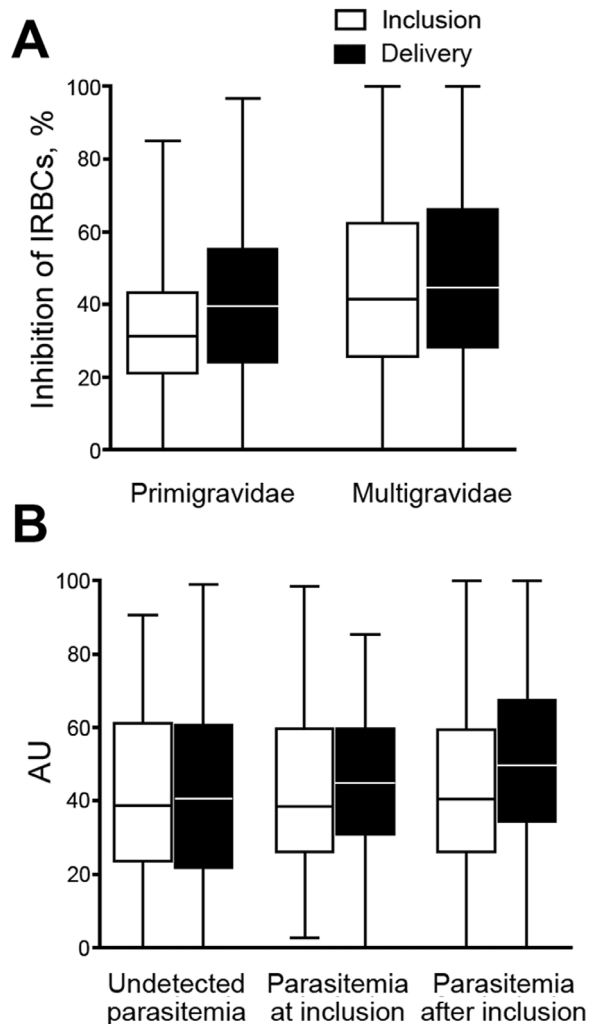 A
Inclusion
Delivery
Inhibition of IRBCs, %
100
80
60
40
20
0
Primigravidae
Multigravidae
B
AU
100
80
60
40
20
0
Undetected parasitemia
Parasitemia at inclusion
Parasitemia after inclusion